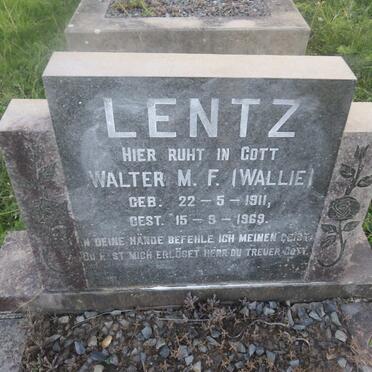 LENTZ
HIER RUHT IN GOTT
WALTER M. F. (WALLIE)
GEB. 22-5-1911,
GEST. 15-9-1969.
IN DEINE HÄNDE BEFEHLE ICH MEINEN GEIST,
DU HAST MICH ERLÖSET HERR DU TREUER GOTT.